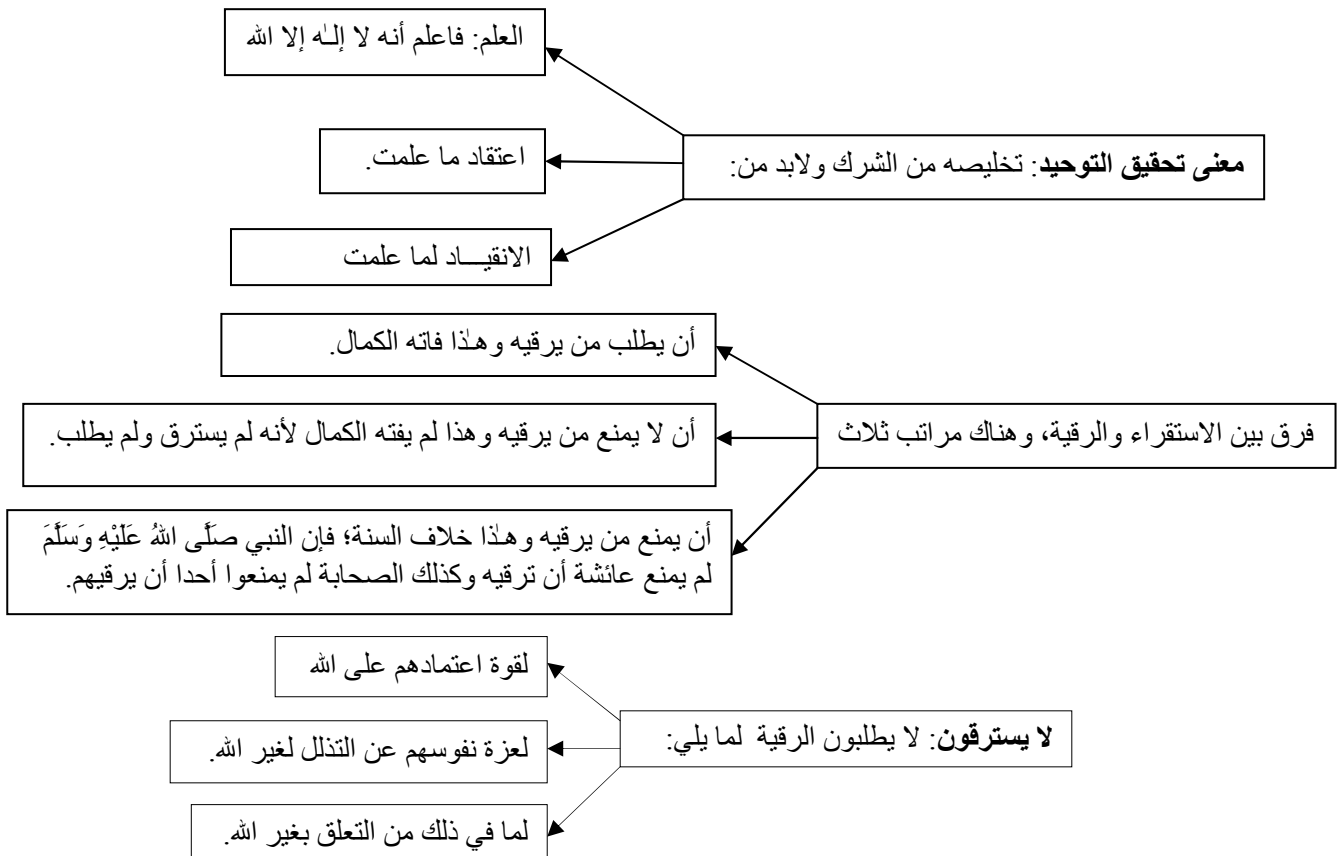 معنى تحقيق التوحيد: تخليصه من الشرك ولابد من:
العلم: فاعلم أنه لا إلـٰه إلا الله
اعتقاد ما علمت.
الانقيـــاد لما علمت
فرق بين الاستقراء والرقية، وهناك مراتب ثلاث
أن يطلب من يرقيه وهـٰذا فاته الكمال.
أن لا يمنع من يرقيه وهذا لم يفته الكمال لأنه لم يسترق ولم يطلب.
أن يمنع من يرقيه وهـٰذا خلاف السنة؛ فإن النبي صَلَّى اللهُ عَلَيْهِ وَسَلَّمَ
لم يمنع عائشة أن ترقيه وكذلك الصحابة لم يمنعوا أحدا أن يرقيهم.
لا يسترقون: لا يطلبون الرقية لما يلي:
لقوة اعتمادهم على الله
لعزة نفوسهم عن التذلل لغير الله.
لما في ذلك من التعلق بغير الله.